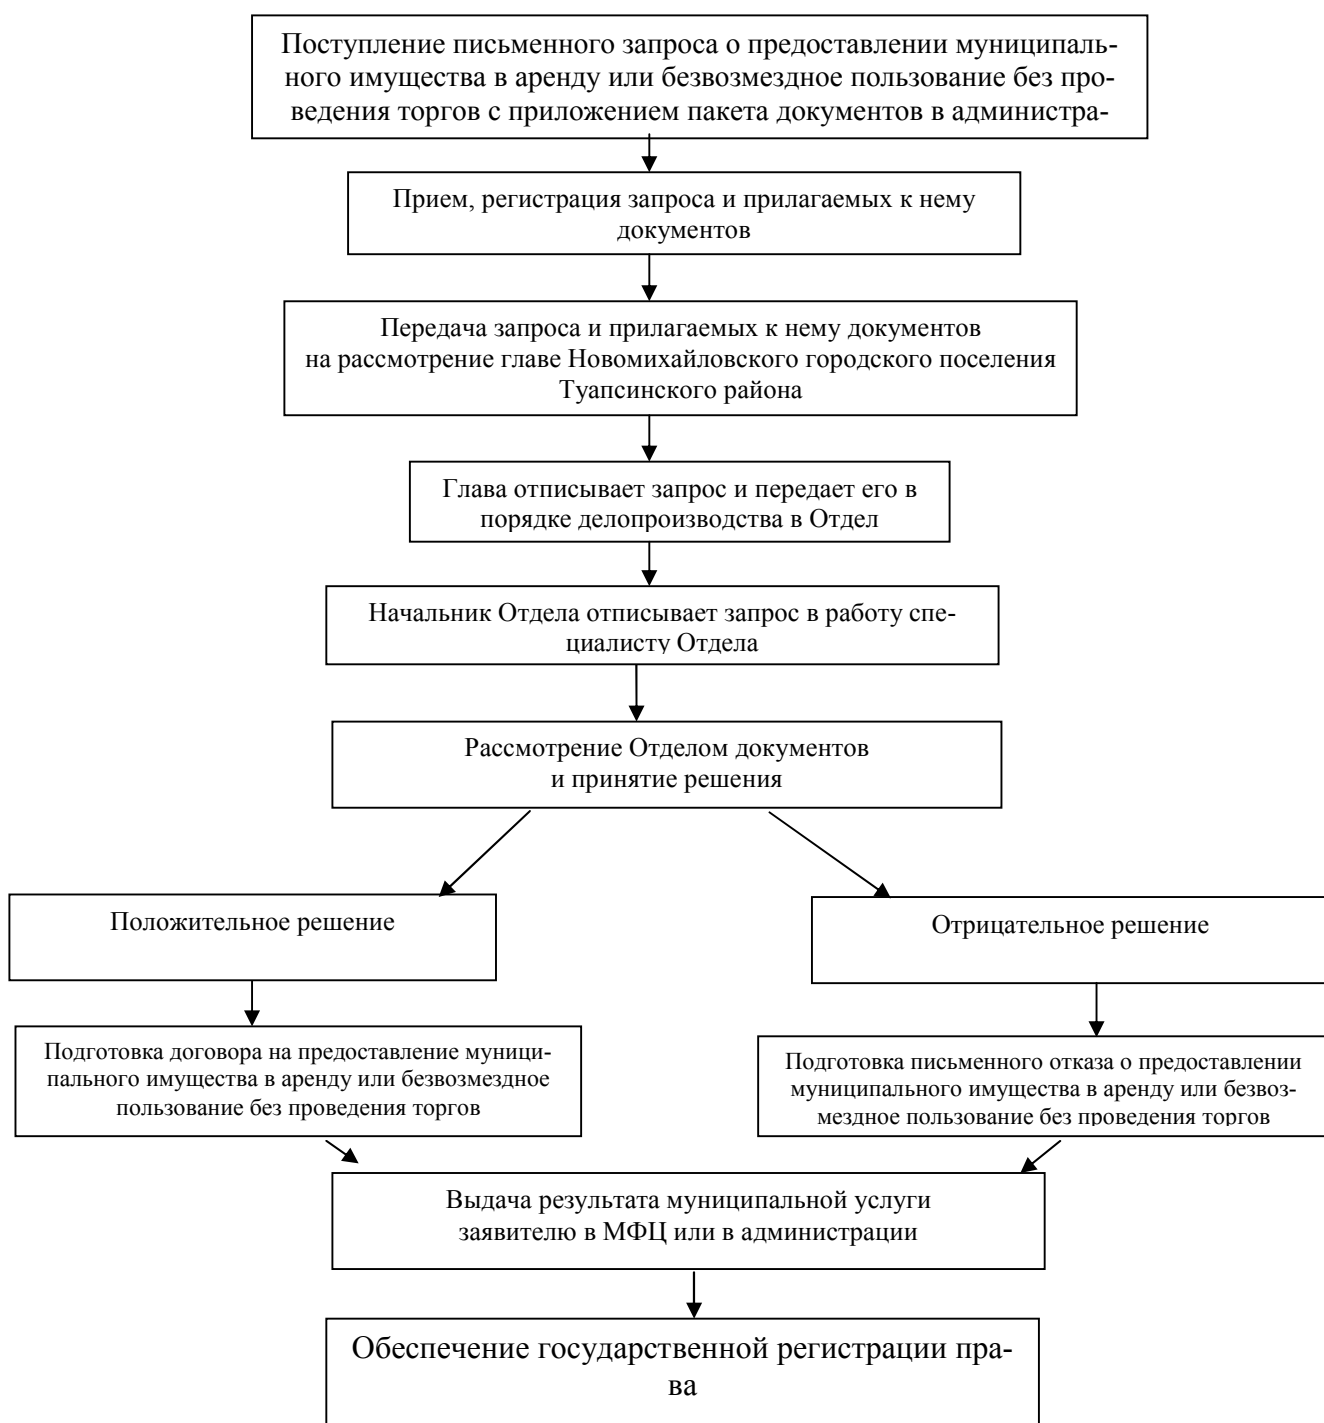 Поступление письменного запроса о предоставлении муниципаль-
ного имущества в аренду или безвозмездное пользование без про-
ведения торгов с приложением пакета документов в администра-
Прием, регистрация запроса и прилагаемых к нему
документов
Передача запроса и прилагаемых к нему документов
на рассмотрение главе Новомихайловского городского поселения
Туапсинского района
Глава отписывает запрос и передает его в
порядке делопроизводства в Отдел
Начальник Отдела отписывает запрос в работу спе-
циалисту Отдела
Рассмотрение Отделом документов
и принятие решения
Положительное решение
Отрицательное решение
Подготовка договора на предоставление муници-
пального имущества в аренду или безвозмездное
пользование без проведения торгов
Подготовка письменного отказа о предоставлении
муниципального имущества в аренду или безвоз-
мездное пользование без проведения торгов
Выдача результата муниципальной услуги
заявителю в МФЦ или в администрации
Обеспечение государственной регистрации пра-
ва